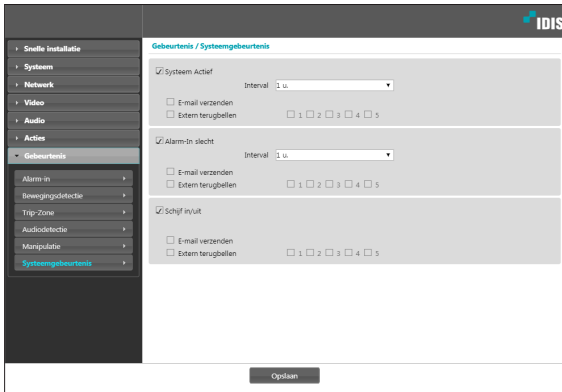 IDIS
Snelle installatie
Systeem
Netwerk
Video
Audio
Acties
Gebeurtenis
Alarm-in
Bewegingsdetectie
Trip-Zone
Audiodetectie
Manipulatie
Systeemgebeurtenis
Gebeurtenis / Systeemgebeurtenis
Systeem Actief
Interval 1 u.
E-mail verzenden
Extern terugbellen 1 2 3 4 5
Alarm-In slecht
Interval 1 u.
E-mail verzenden
Extern terugbellen 1 2 3 4 5
Schijf in/uit
E-mail verzenden
Extern terugbellen 1 2 3 4 5
Opslaan